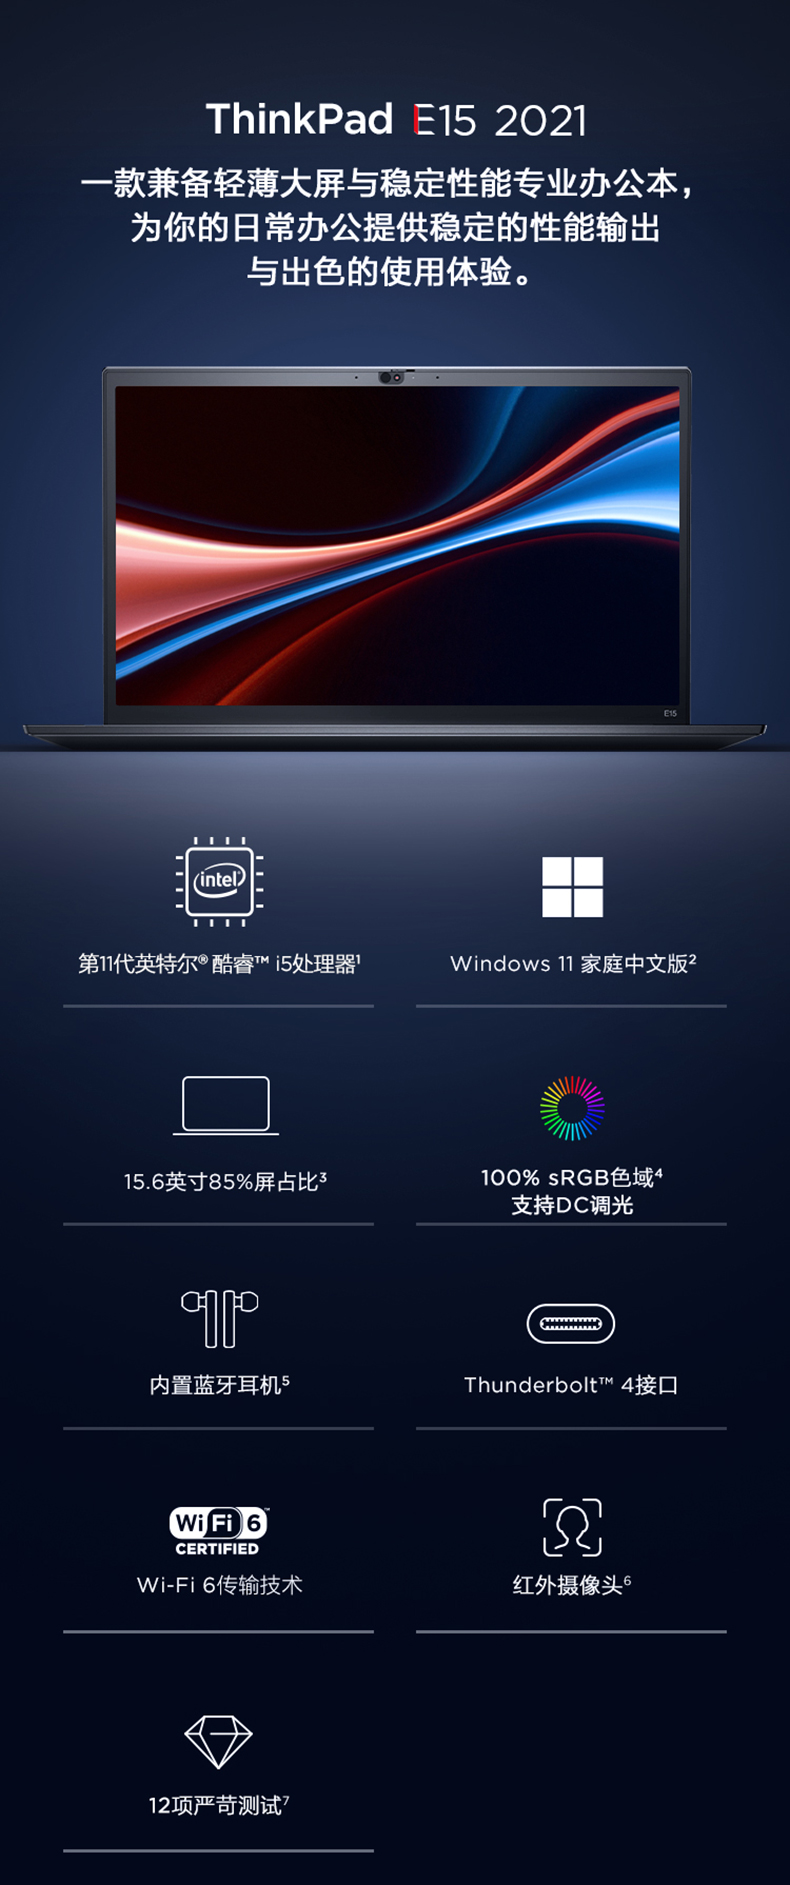 ThinkPad E15 2021
一款兼备轻薄大屏与稳定性能专业办公本，
为你的日常办公提供稳定的性能输出
与出色的使用体验。
E15
intel
第11代英特尔® 酷睿™ i5处理器¹
Windows 11 家庭中文版²
15.6英寸85%屏占比³
100% sRGB色域⁴
支持DC调光
内置蓝牙耳机⁵
Thunderbolt™ 4接口
Wi Fi 6™
CERTIFIED
Wi-Fi 6传输技术
红外摄像头⁶
12项严苛测试⁷